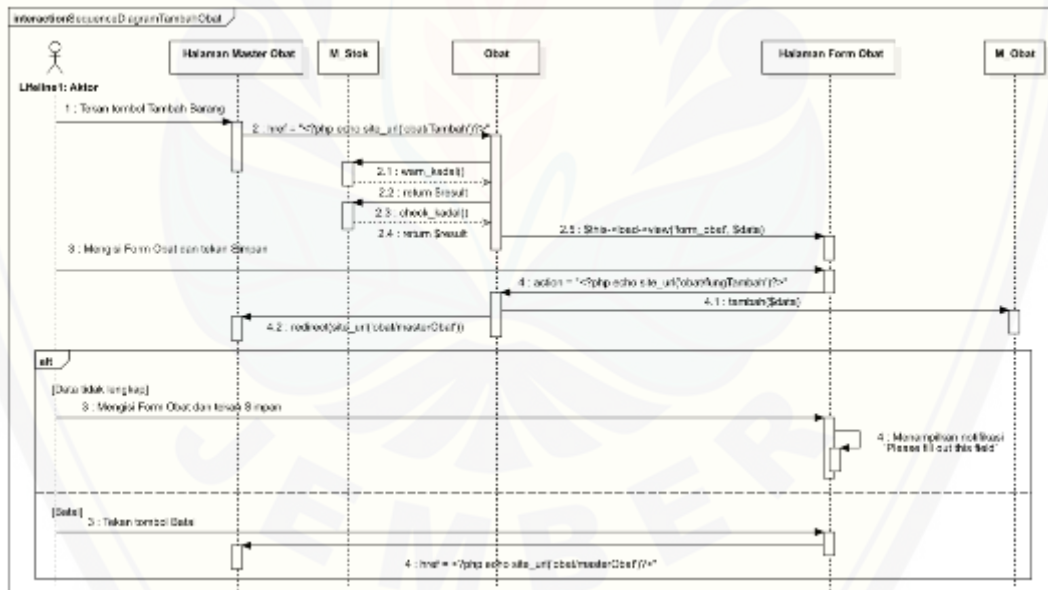 interactionSequenceDiagramTambahObat
Halaman Master Obat
M_Stok
Obat
Halaman Form Obat
M_Obat
Lifeline1: Aktor
1 : Tekan tombol Tambah Barang
2 : href = "<?php echo site_url('obat/Tambah')?>"
2.1 : warn_kadal()
2.2 : return $result
2.3 : check_kadal()
2.4 : return $result
2.5 : $this->load->view('form_obat', $data)
3 : Mengisi Form Obat dan tekan Simpan
4 : action = "<?php echo site_url('obat/fungTambah')?>"
4.1 : tambah($data)
4.2 : redirect(site_url('obat/masterObat'))
alt
[Data tidak lengkap]
3 : Mengisi Form Obat dan tekan Simpan
4 : Menampilkan notifikasi
'Please fill out this field'
[Batal]
3 : Tekan tombol Batal
4 : href = <?php echo site_url('obat/masterObat')?>"
JEMBER